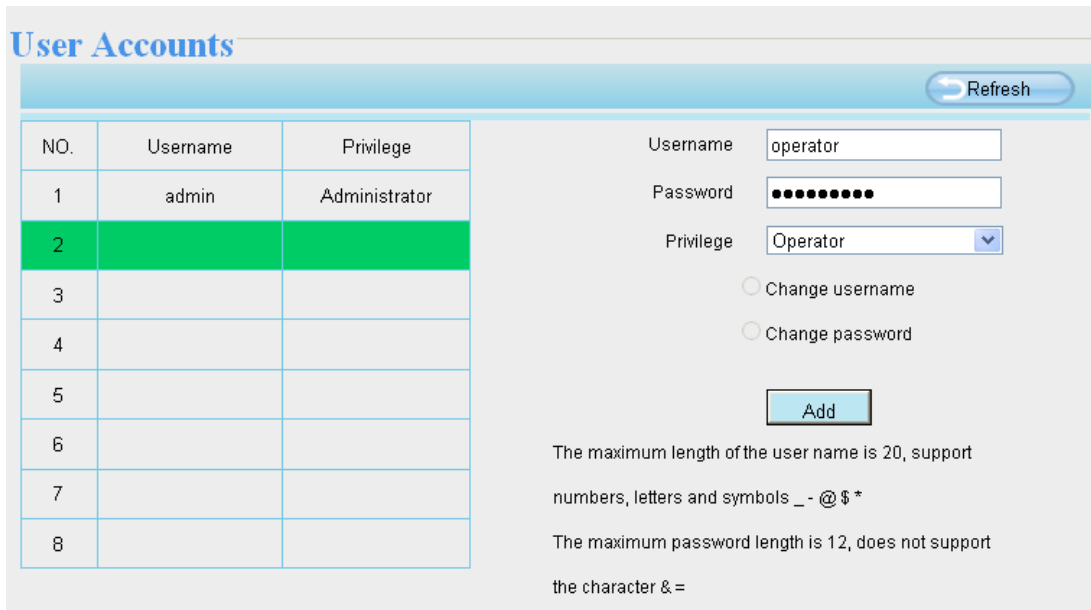 User Accounts
Refresh
NO. Username Privilege
1 admin Administrator
2
3
4
5
6
7
8
Username operator
Password ●●●●●●●●●
Privilege Operator
Change username
Change password
Add
The maximum length of the user name is 20, support
numbers, letters and symbols _ - @ $ *
The maximum password length is 12, does not support
the character & =